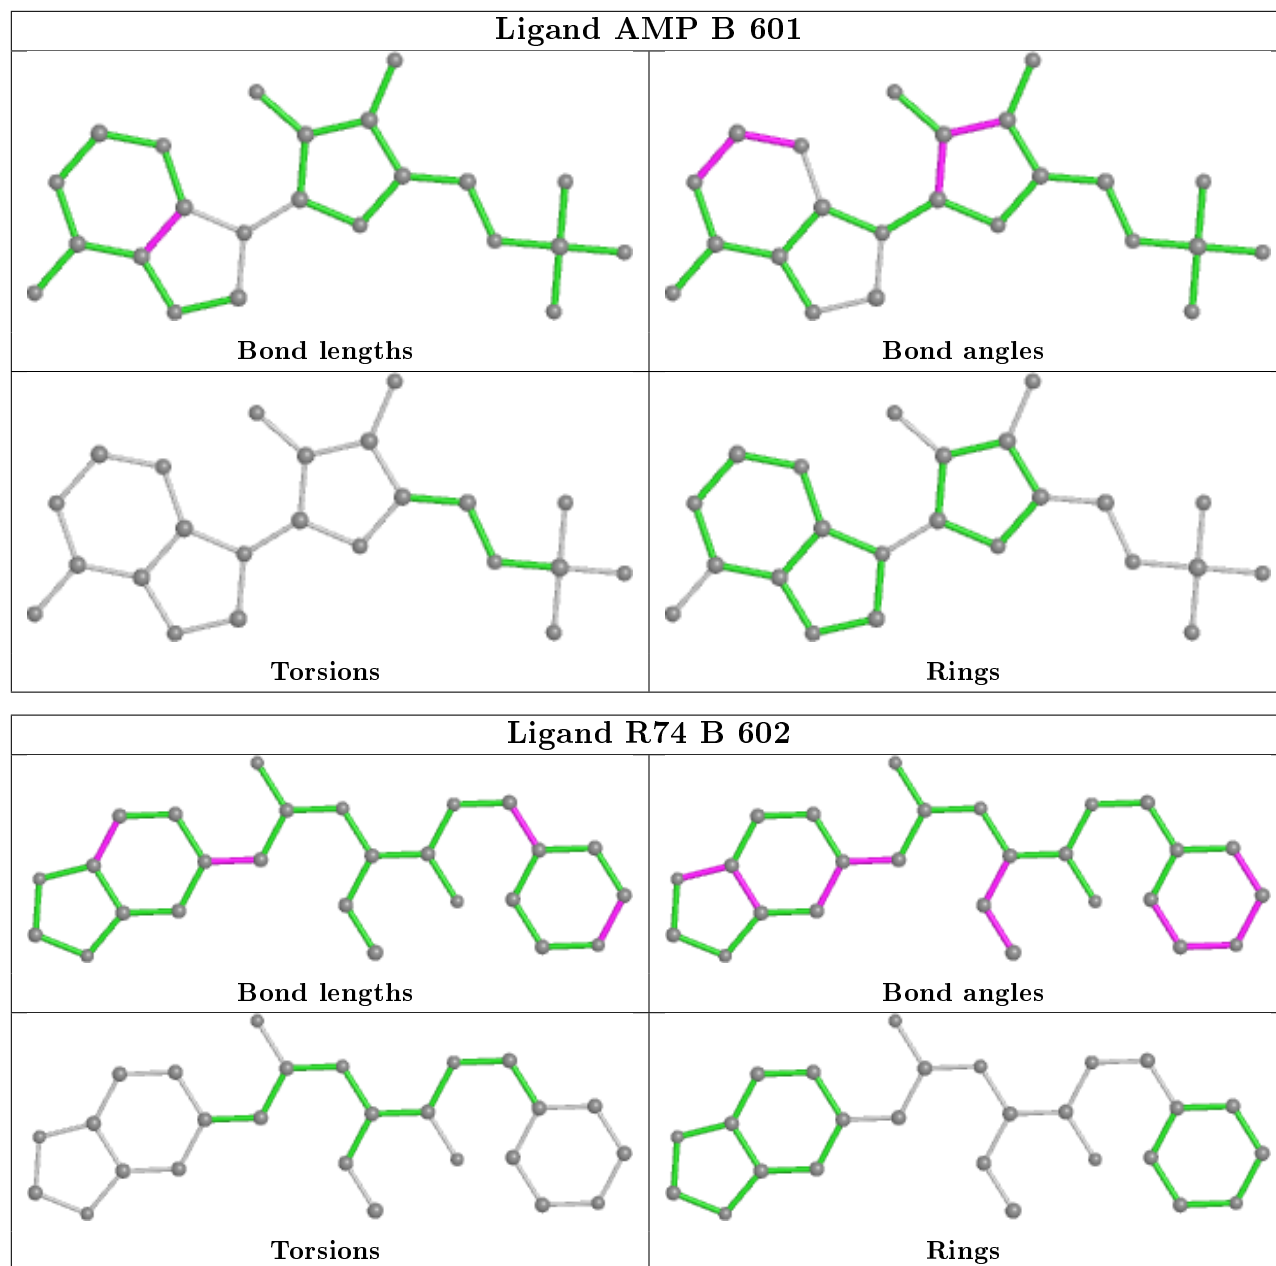 Ligand AMP B 601
Bond lengths
Bond angles
Torsions
Rings
Ligand R74 B 602
Bond lengths
Bond angles
Torsions
Rings